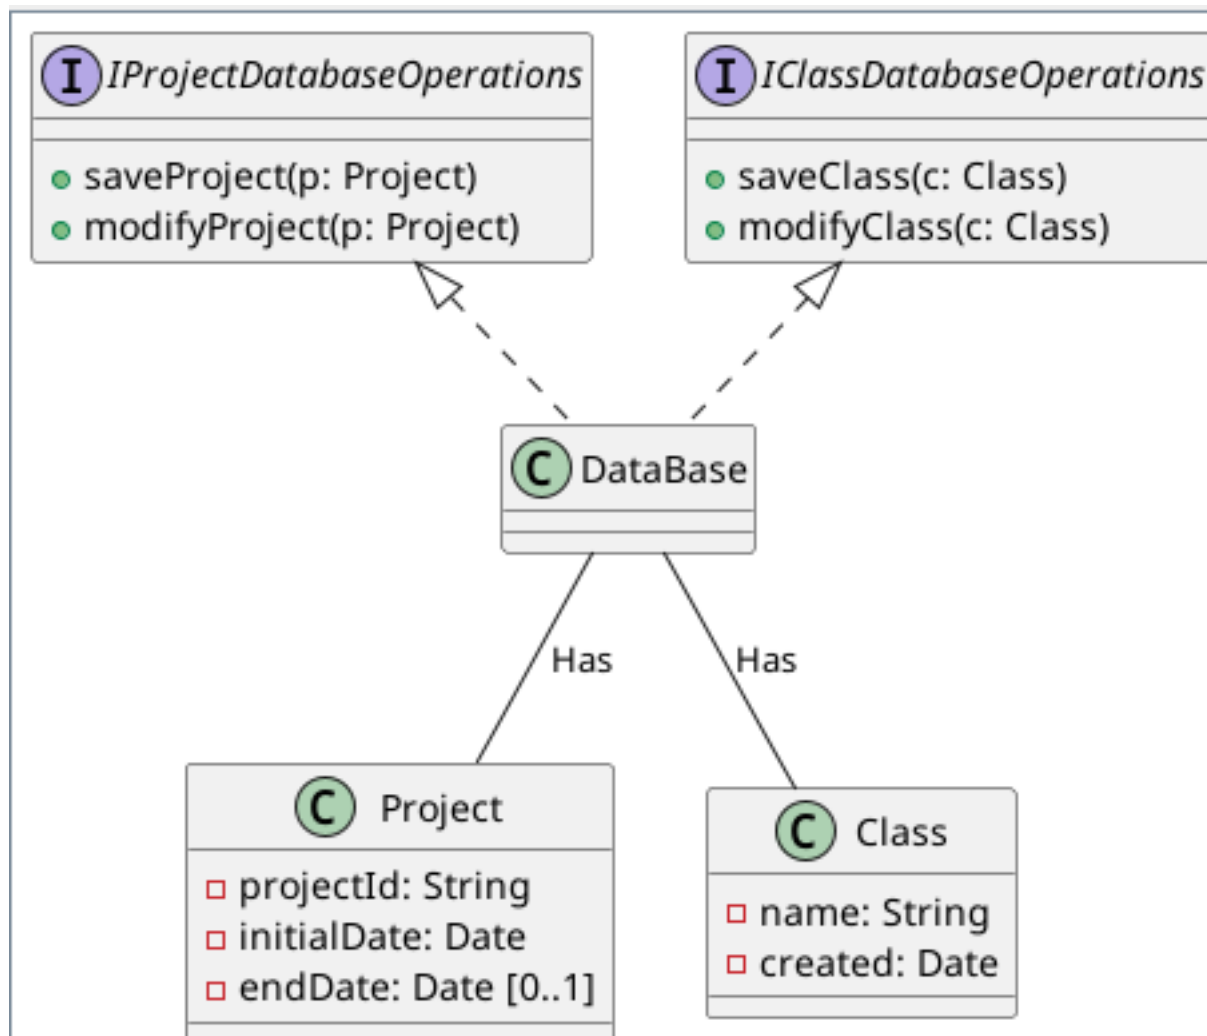 I IProjectDatabaseOperations
saveProject(p: Project)
modifyProject(p: Project)
I IClassDatabaseOperations
saveClass(c: Class)
modifyClass(c: Class)
C DataBase
Has
Has
C Project
projectId: String
initialDate: Date
endDate: Date [0..1]
C Class
name: String
created: Date